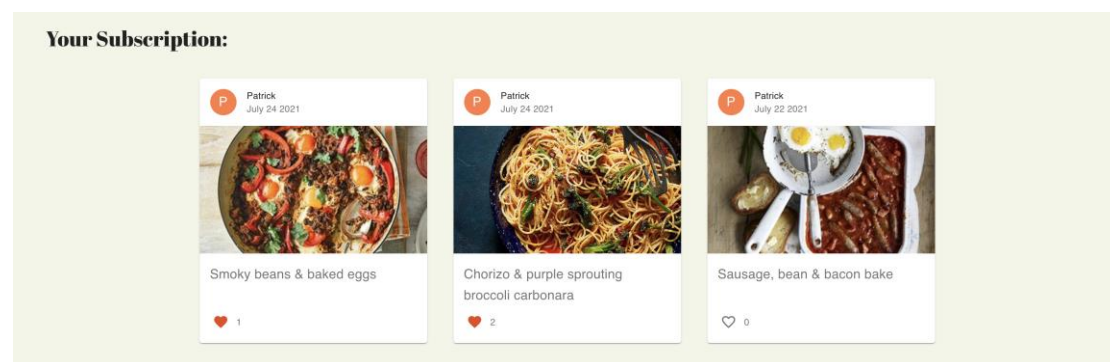 Your Subscription:
P
Patrick
July 24 2021
Smoky beans & baked eggs
1
P
Patrick
July 24 2021
Chorizo & purple sprouting
broccoli carbonara
2
P
Patrick
July 22 2021
Sausage, bean & bacon bake
0